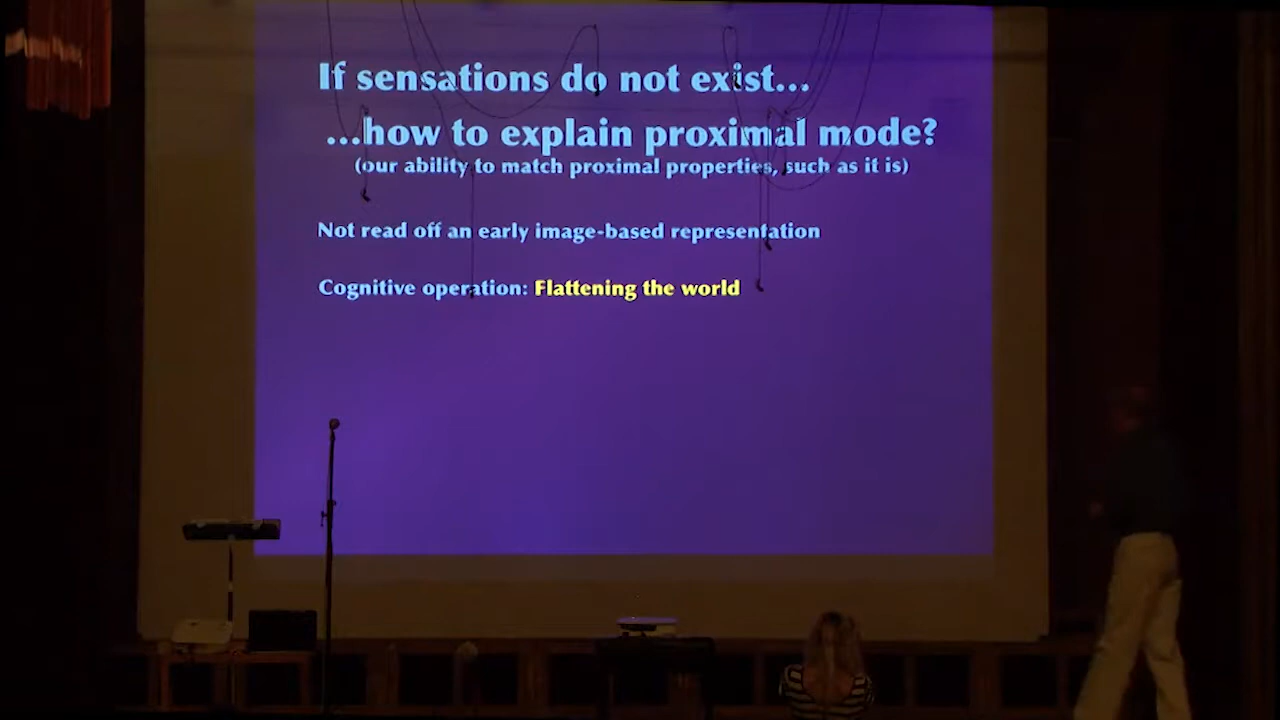 If sensations do not exist...
...how to explain proximal mode?
(our ability to match proximal properties, such as it is)
Not read off an early image-based representation
Cognitive operation: Flattening the world